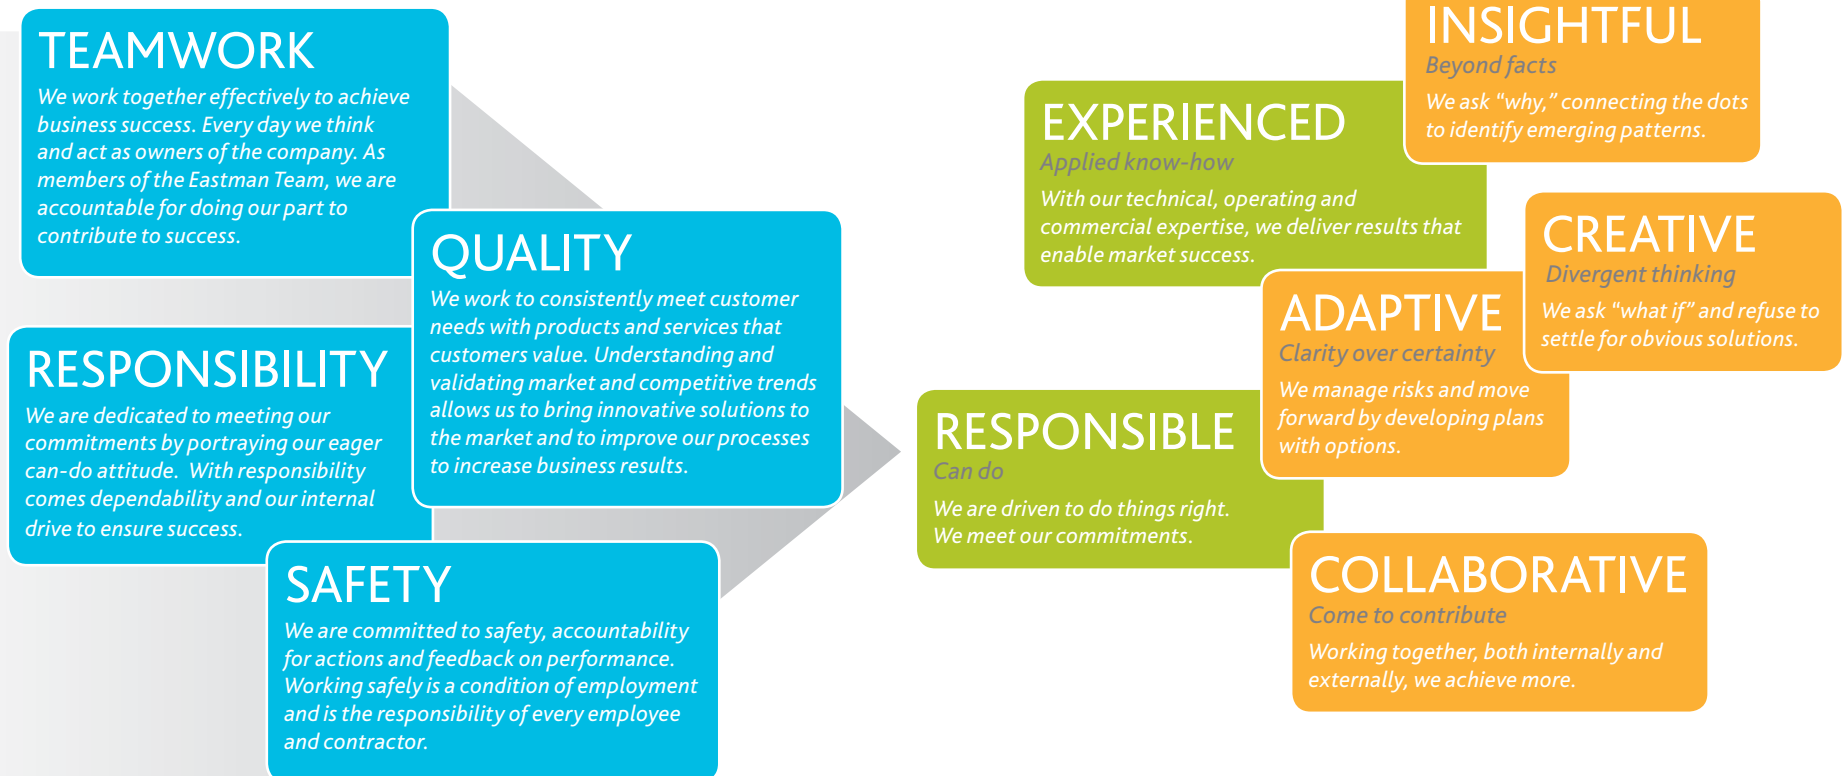 TEAMWORK
We work together effectively to achieve
business success. Every day we think
and act as owners of the company. As
members of the Eastman Team, we are
accountable for doing our part to
contribute to success.
QUALITY
We work to consistently meet customer
needs with products and services that
customers value. Understanding and
validating market and competitive trends
allows us to bring innovative solutions to
the market and to improve our processes
to increase business results.
RESPONSIBILITY
We are dedicated to meeting our
commitments by portraying our eager
can-do attitude.  With responsibility
comes dependability and our internal
drive to ensure success.
SAFETY
We are committed to safety, accountability
for actions and feedback on performance.
Working safely is a condition of employment
and is the responsibility of every employee
and contractor.
INSIGHTFUL
Beyond facts
We ask “why,” connecting the dots
to identify emerging patterns.
EXPERIENCED
Applied know-how
With our technical, operating and
commercial expertise, we deliver results that
enable market success.
CREATIVE
Divergent thinking
We ask “what if” and refuse to
settle for obvious solutions.
ADAPTIVE
Clarity over certainty
We manage risks and move
forward by developing plans
with options.
RESPONSIBLE
Can do
We are driven to do things right.
We meet our commitments.
COLLABORATIVE
Come to contribute
Working together, both internally and
externally, we achieve more.